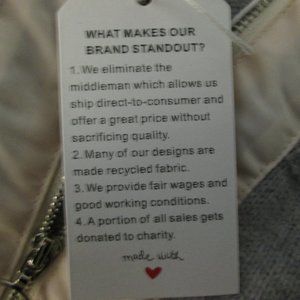 WHAT MAKES OUR
BRAND STANDOUT?
1. We eliminate the
middleman which allows us
ship direct-to-consumer and
offer a great price without
sacrificing quality.
2. Many of our designs are
made recycled fabric.
3. We provide fair wages and
good working conditions.
4. A portion of all sales gets
donated to charity.
made with